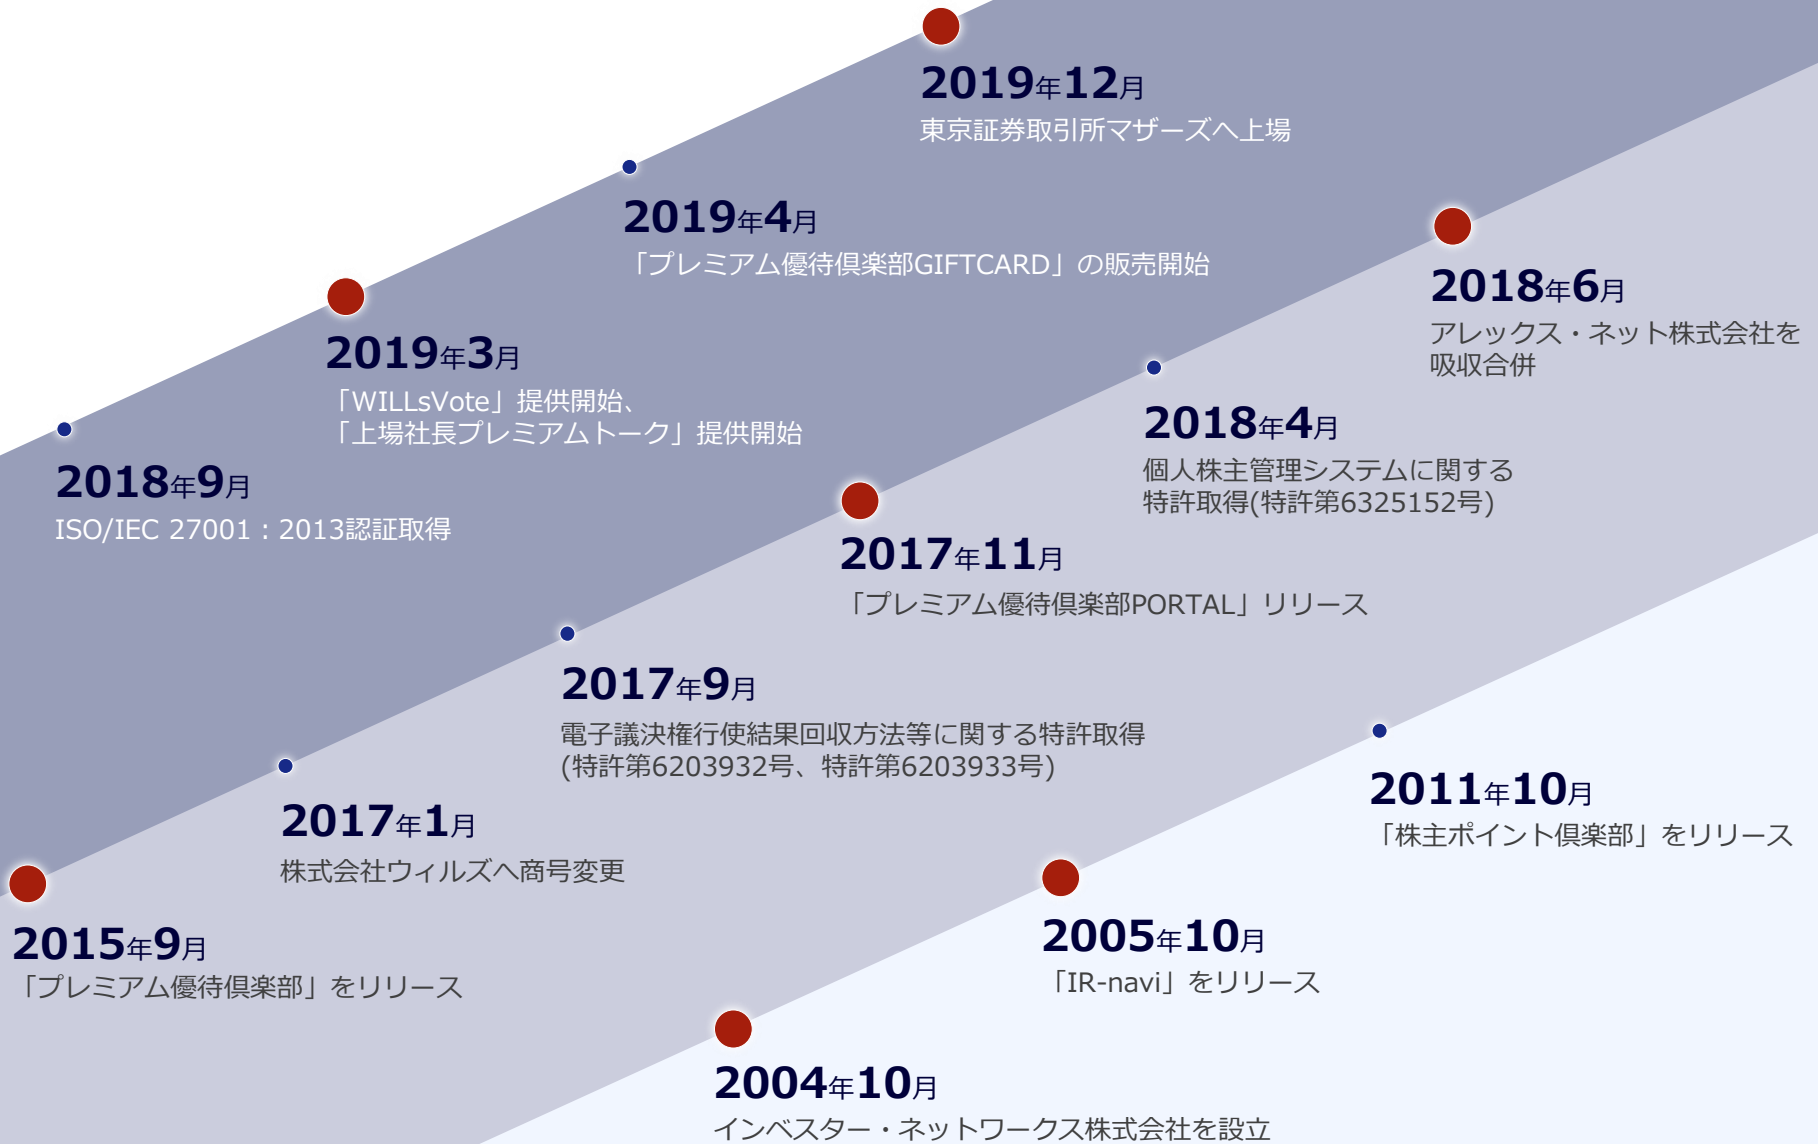 2019年12月
東京証券取引所マザーズへ上場
2019年4月
「プレミアム優待倶楽部GIFTCARD」の販売開始
2019年3月
「WILLsVote」提供開始、
「上場社長プレミアムトーク」提供開始
2018年9月
ISO/IEC 27001：2013認証取得
2018年6月
アレックス・ネット株式会社を
吸収合併
2018年4月
個人株主管理システムに関する
特許取得(特許第6325152号)
2017年11月
「プレミアム優待倶楽部PORTAL」リリース
2017年9月
電子議決権行使結果回収方法等に関する特許取得
(特許第6203932号、特許第6203933号)
2017年1月
株式会社ウィルズへ商号変更
2015年9月
「プレミアム優待倶楽部」をリリース
2011年10月
「株主ポイント倶楽部」をリリース
2005年10月
「IR-navi」をリリース
2004年10月
インベスター・ネットワークス株式会社を設立